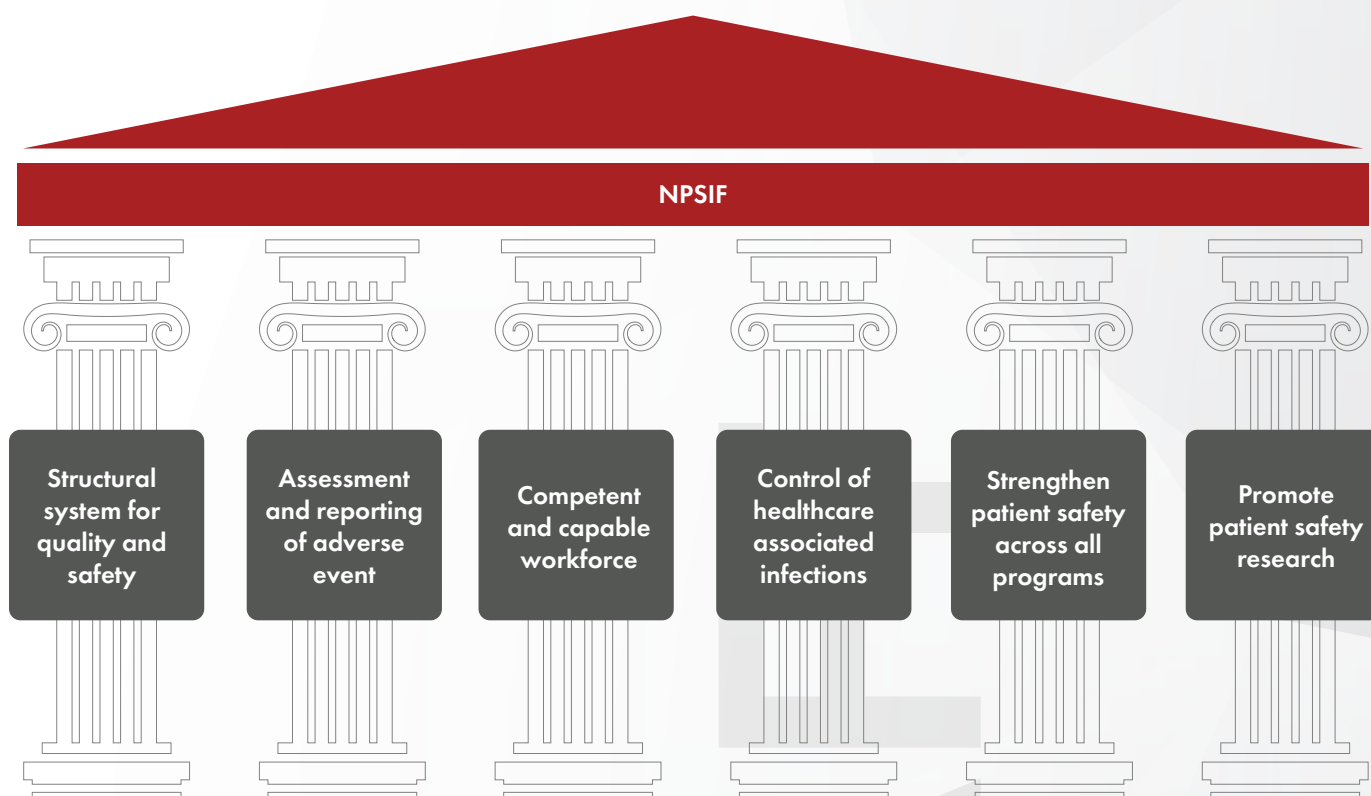 NPSIF
Structural
system for
quality and
safety
Assessment
and reporting
of adverse
event
Competent
and capable
workforce
Control of
healthcare
associated
infections
Strengthen
patient safety
across all
programs
Promote
patient safety
research